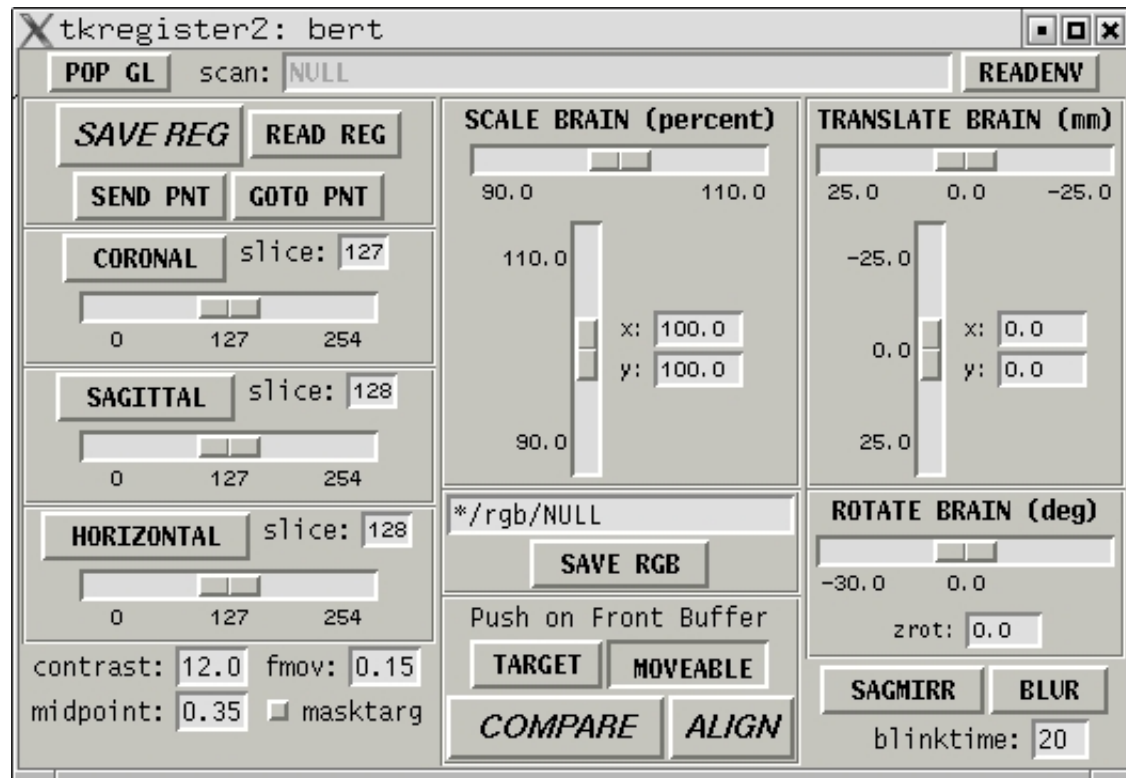 tkregister2: bert
POP GL scan: NULL READENV
SAVE REG READ REG
SEND PNT GOTO PNT
CORONAL slice: 127
0 127 254
SAGITTAL slice: 128
0 127 254
HORIZONTAL slice: 128
0 127 254
contrast: 12.0 fmov: 0.15
midpoint: 0.35 masktarg
SCALE BRAIN (percent)
90.0 110.0
110.0
x: 100.0
y: 100.0
90.0
*/rgb/NULL
SAVE RGB
Push on Front Buffer
TARGET MOVEABLE
COMPARE ALIGN
TRANSLATE BRAIN (mm)
25.0 0.0 -25.0
-25.0
x: 0.0
0.0
y: 0.0
25.0
ROTATE BRAIN (deg)
-30.0 0.0
zrot: 0.0
SAGMIRR BLUR
blinktime: 20